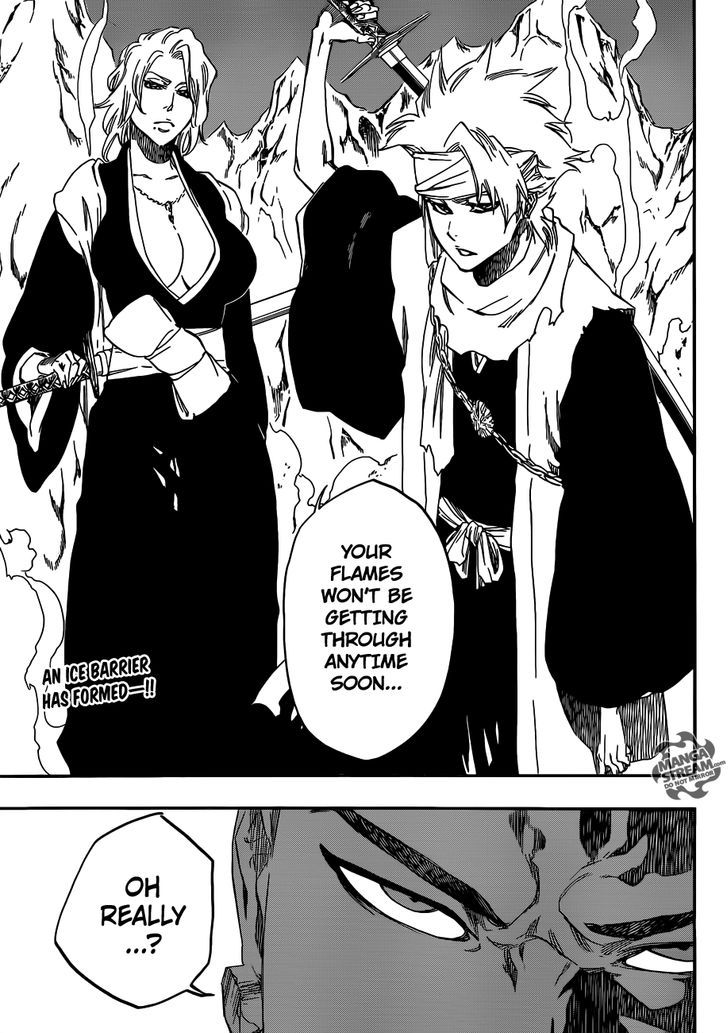 YOUR
FLAMES
WON'T BE
GETTING
THROUGH
ANYTIME
SOON...
AN ICE BARRIER
HAS FORMED—!!
MANGA
STREAM.com
DO NOT MIRROR
OH
REALLY
...?